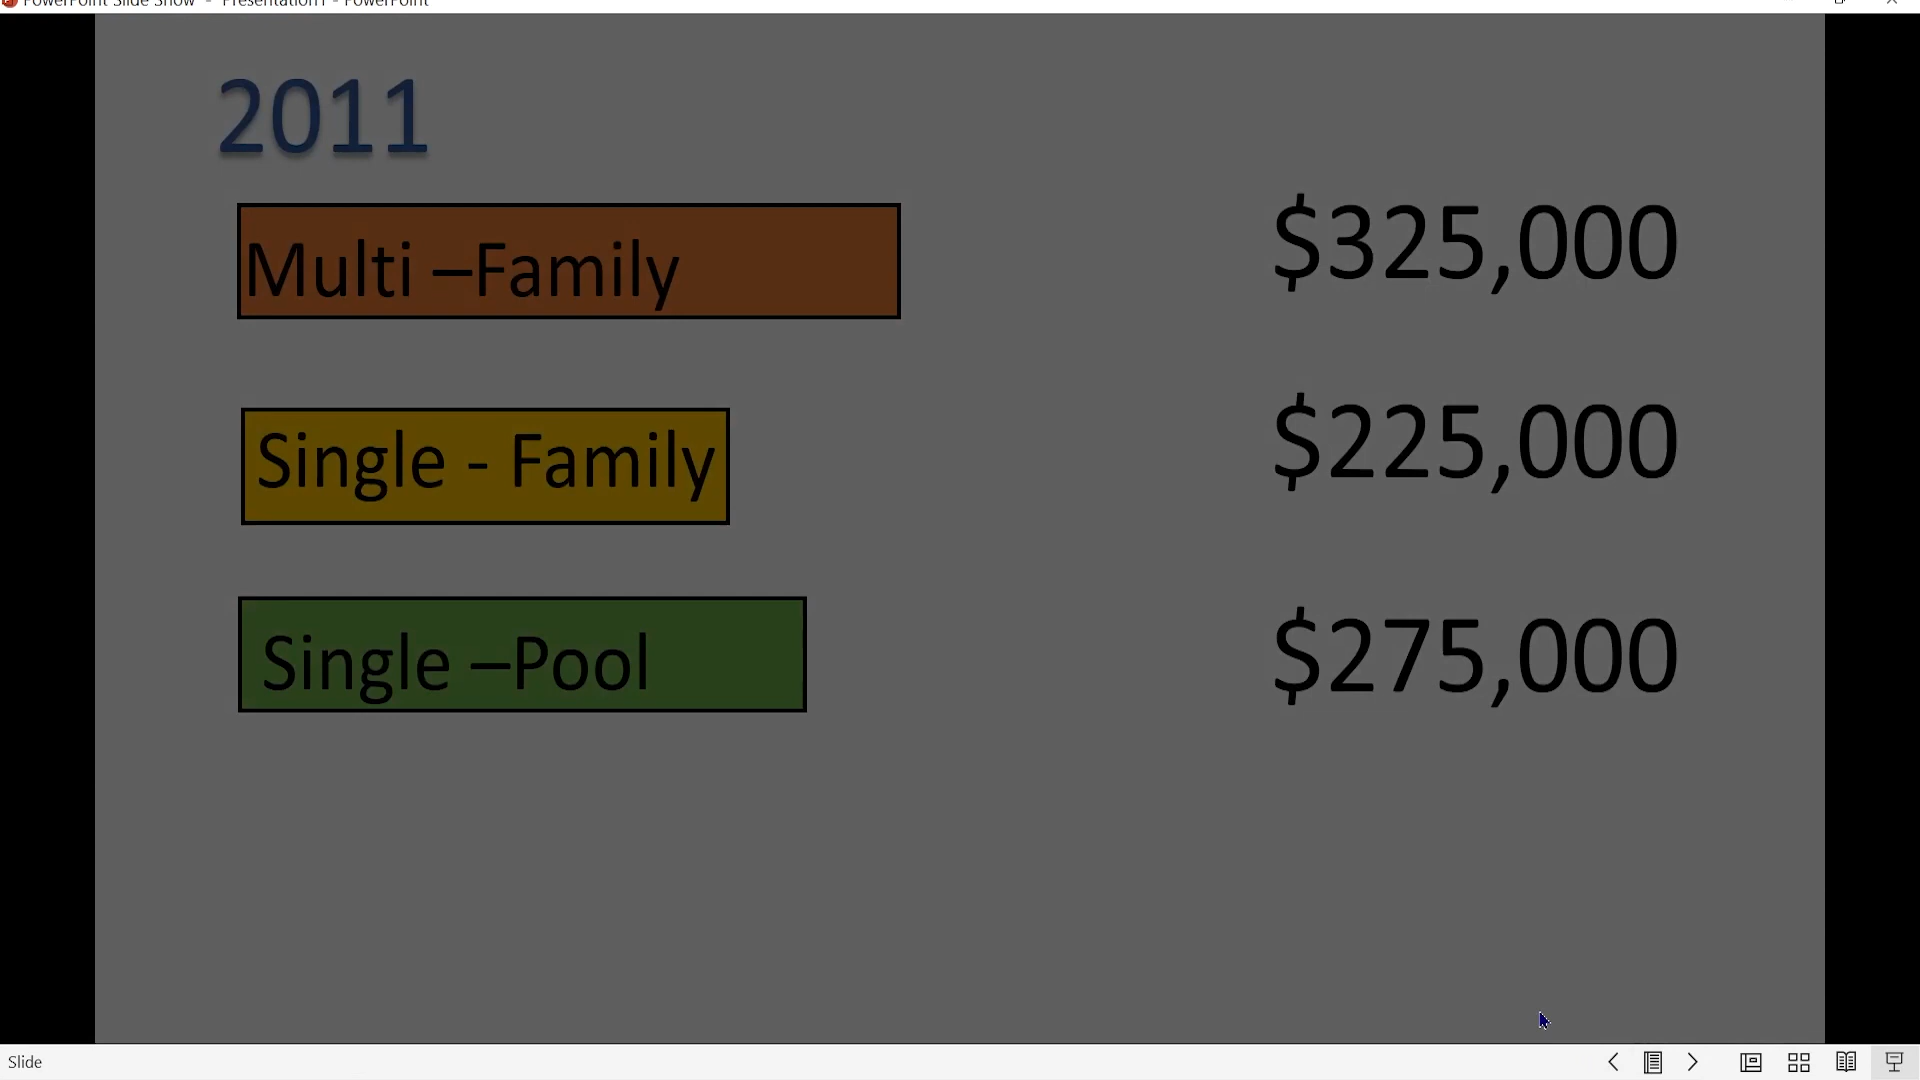 PowerPoint Slide Show - Presentation1 - PowerPoint
2011
Multi –Family
$325,000
Single - Family
$225,000
Single –Pool
$275,000
Slide